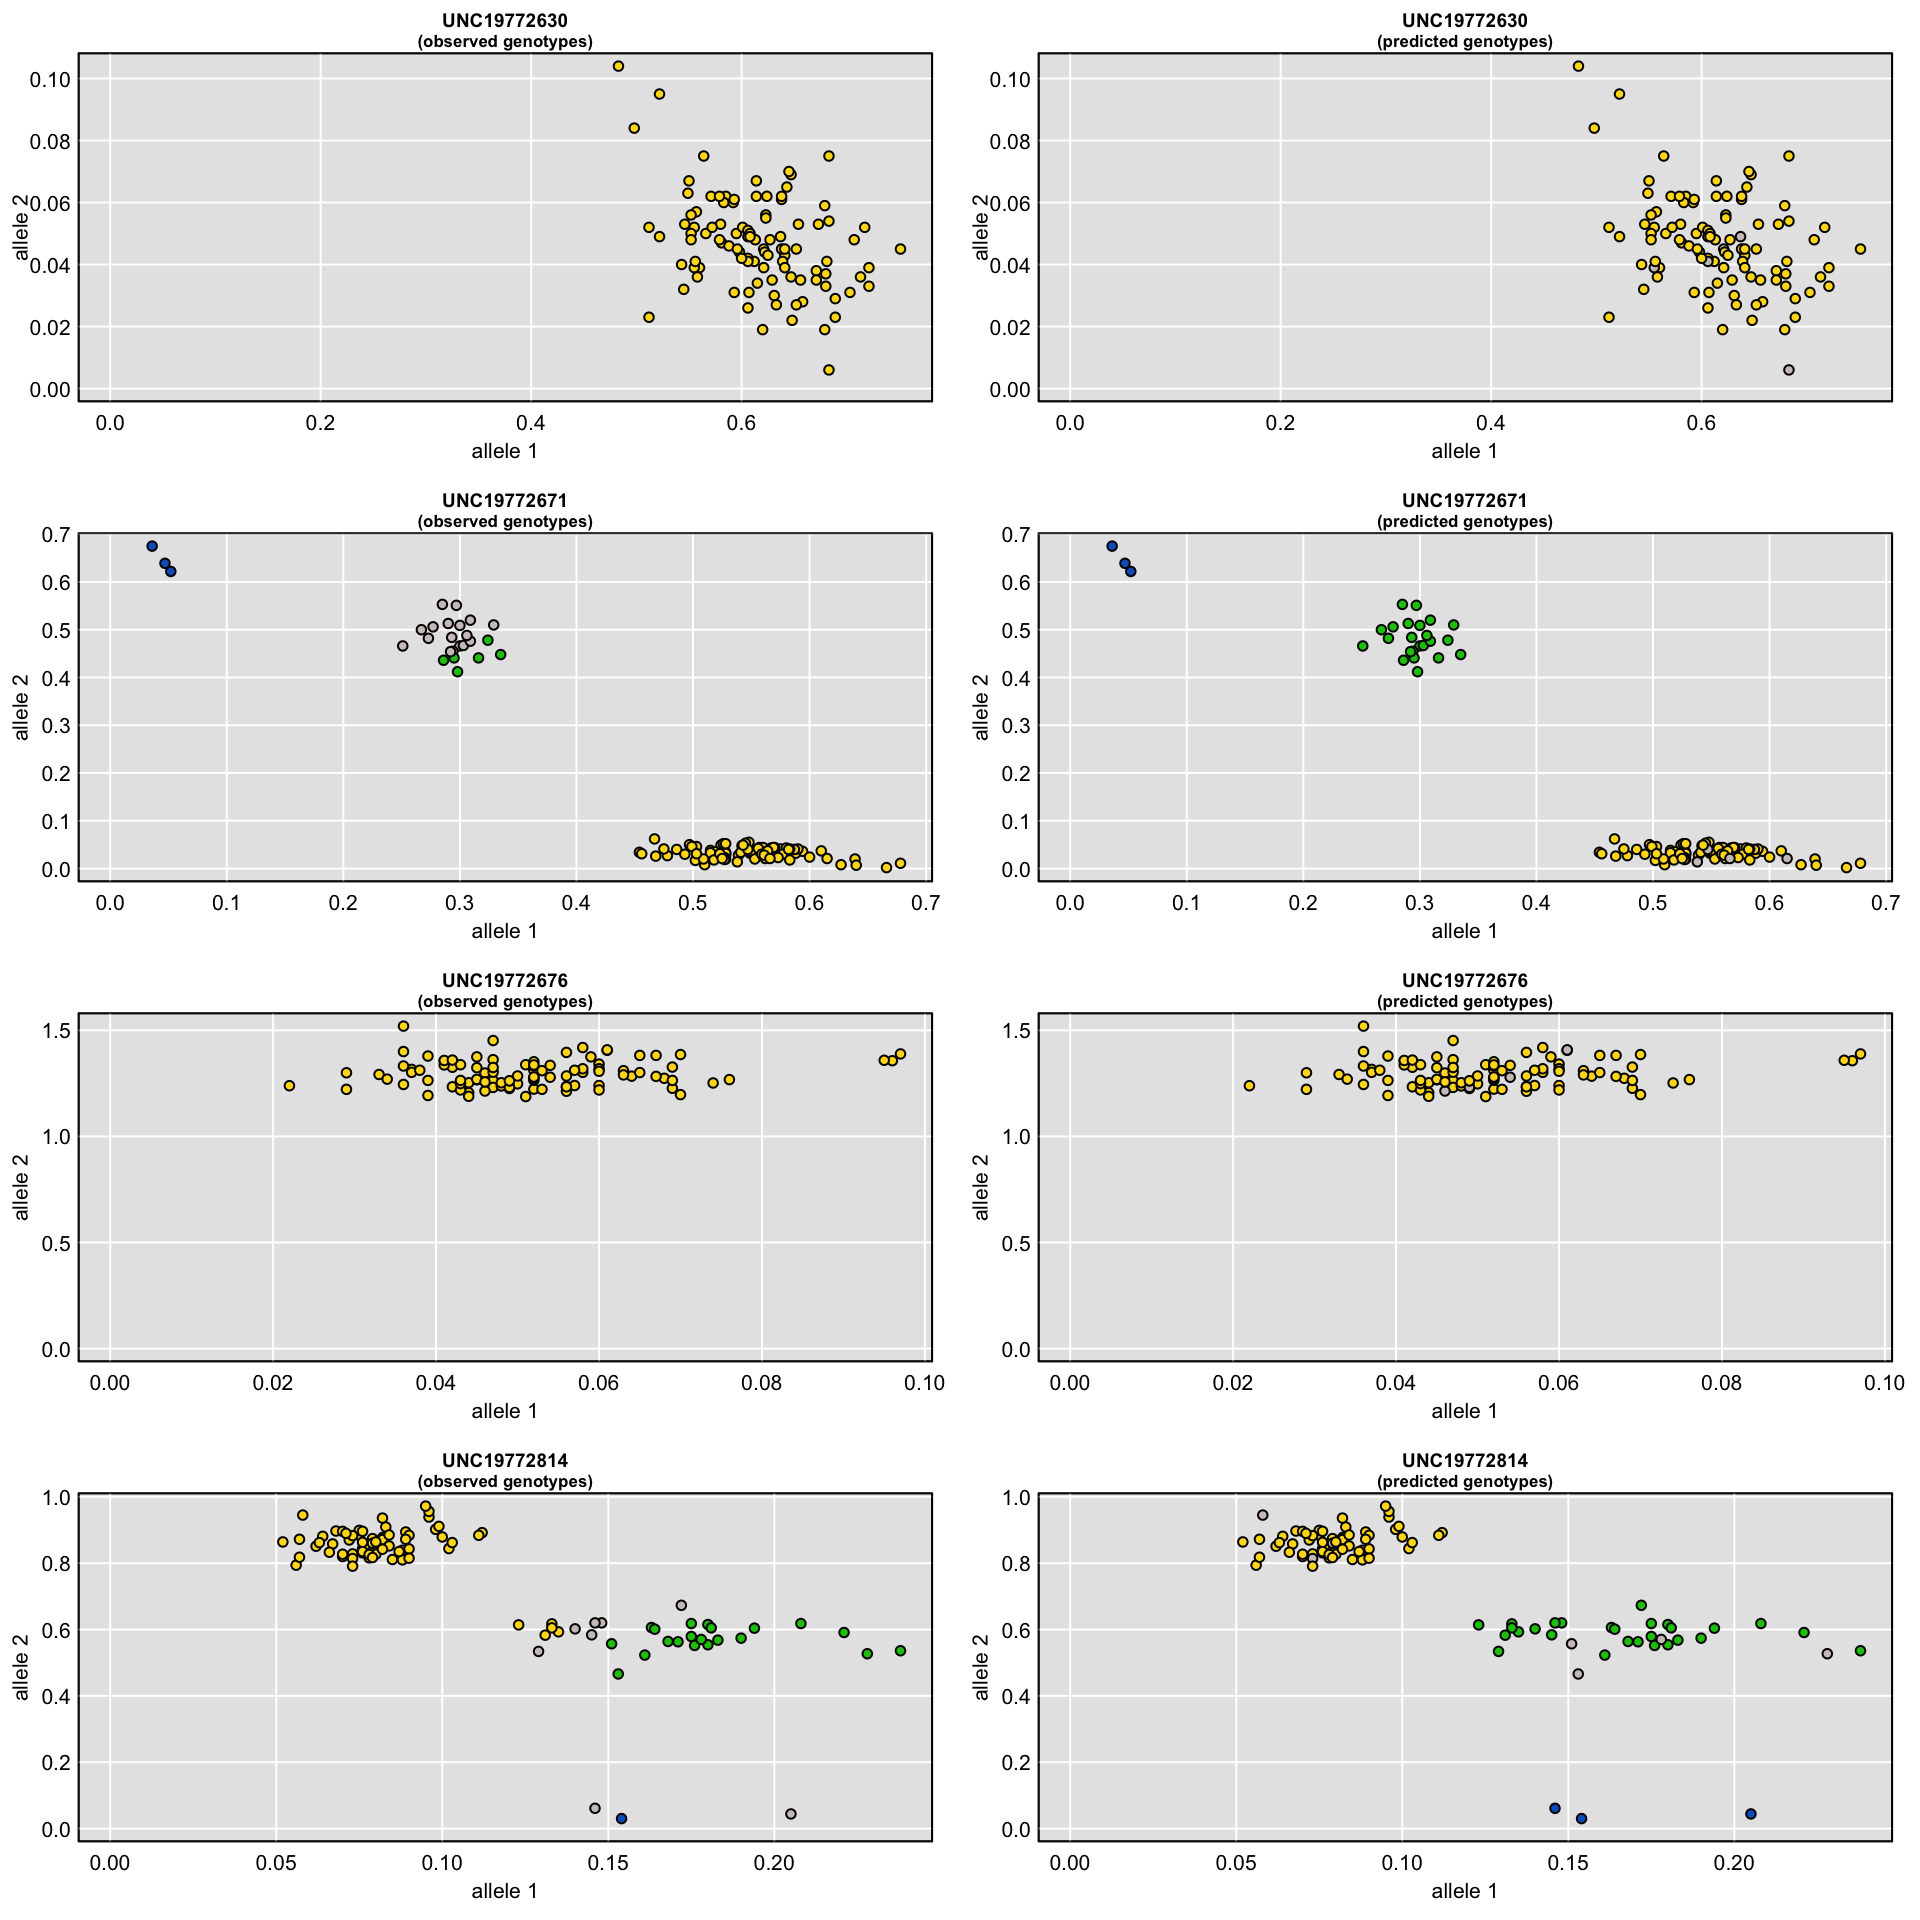 UNC19772630
(observed genotypes)
0.10
0.08
0.06
0.04
0.02
0.00
allele 2
0.0 0.2 0.4 0.6
allele 1
UNC19772630
(predicted genotypes)
0.10
0.08
0.06
0.04
0.02
0.00
allele 2
0.0 0.2 0.4 0.6
allele 1
UNC19772671
(observed genotypes)
0.7
0.6
0.5
0.4
0.3
0.2
0.1
0.0
allele 2
0.0 0.1 0.2 0.3 0.4 0.5 0.6 0.7
allele 1
UNC19772671
(predicted genotypes)
0.7
0.6
0.5
0.4
0.3
0.2
0.1
0.0
allele 2
0.0 0.1 0.2 0.3 0.4 0.5 0.6 0.7
allele 1
UNC19772676
(observed genotypes)
1.5
1.0
0.5
0.0
allele 2
0.00 0.02 0.04 0.06 0.08 0.10
allele 1
UNC19772676
(predicted genotypes)
1.5
1.0
0.5
0.0
allele 2
0.00 0.02 0.04 0.06 0.08 0.10
allele 1
UNC19772814
(observed genotypes)
1.0
0.8
0.6
0.4
0.2
0.0
allele 2
0.00 0.05 0.10 0.15 0.20
allele 1
UNC19772814
(predicted genotypes)
1.0
0.8
0.6
0.4
0.2
0.0
allele 2
0.00 0.05 0.10 0.15 0.20
allele 1